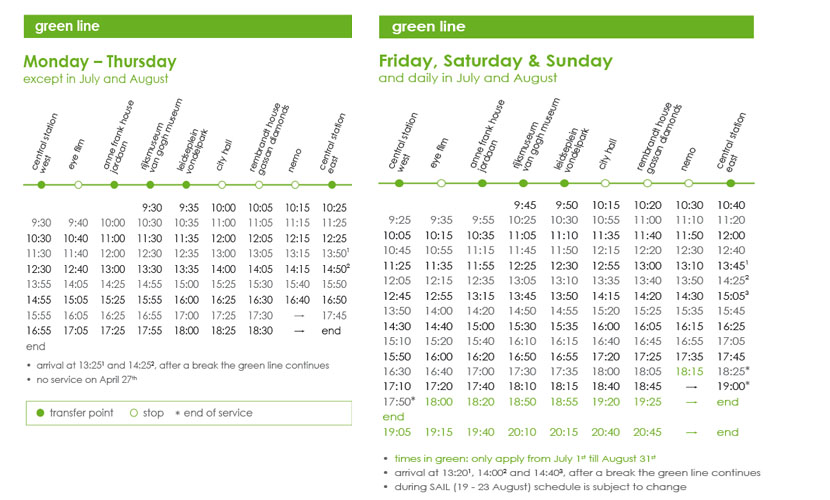 green line
Monday – Thursday
except in July and August
central station
west
eye film
anne frank house
jordaan
rijksmuseum
van gogh museum
leidseplein
vondelpark
city hall
rembrandt house
gassan diamonds
nemo
central station
east
9:30 9:35 10:00 10:05 10:15 10:25
9:30 9:40 10:00 10:30 10:35 11:00 11:05 11:15 11:25
10:30 10:40 11:00 11:30 11:35 12:00 12:05 12:15 12:25
11:30 11:40 12:00 12:30 12:35 13:00 13:05 13:15 13:50¹
12:30 12:40 13:00 13:30 13:35 14:00 14:05 14:15 14:50²
13:55 14:05 14:25 14:55 15:00 15:25 15:30 15:40 15:50
14:55 15:05 15:25 15:55 16:00 16:25 16:30 16:40 16:50
15:55 16:05 16:25 16:55 17:00 17:25 17:30 → 17:45
16:55 17:05 17:25 17:55 18:00 18:25 18:30 → end
end
• arrival at 13:25¹ and 14:25², after a break the green line continues
• no service on April 27th
transfer point stop * end of service
green line
Friday, Saturday & Sunday
and daily in July and August
central station
west
eye film
anne frank house
jordaan
rijksmuseum
van gogh museum
leidseplein
vondelpark
city hall
rembrandt house
gassan diamonds
nemo
central station
east
9:45 9:50 10:15 10:20 10:30 10:40
9:25 9:35 9:55 10:25 10:30 10:55 11:00 11:10 11:20
10:05 10:15 10:35 11:05 11:10 11:35 11:40 11:50 12:00
10:45 10:55 11:15 11:45 11:50 12:15 12:20 12:30 12:40
11:25 11:35 11:55 12:25 12:30 12:55 13:00 13:10 13:45¹
12:05 12:15 12:35 13:05 13:10 13:35 13:40 13:50 14:25²
12:45 12:55 13:15 13:45 13:50 14:15 14:20 14:30 15:05³
13:50 14:00 14:20 14:50 14:55 15:20 15:25 15:35 15:45
14:30 14:40 15:00 15:30 15:35 16:00 16:05 16:15 16:25
15:10 15:20 15:40 16:10 16:15 16:40 16:45 16:55 17:05
15:50 16:00 16:20 16:50 16:55 17:20 17:25 17:35 17:45
16:30 16:40 17:00 17:30 17:35 18:00 18:05 18:15 18:25*
17:10 17:20 17:40 18:10 18:15 18:40 18:45 → 19:00*
17:50* 18:00 18:20 18:50 18:55 19:20 19:25 → end
end
19:05 19:15 19:40 20:10 20:15 20:40 20:45 → end
• times in green: only apply from July 1st till August 31st
• arrival at 13:20¹, 14:00² and 14:40³, after a break the green line continues
• during SAIL (19 - 23 August) schedule is subject to change